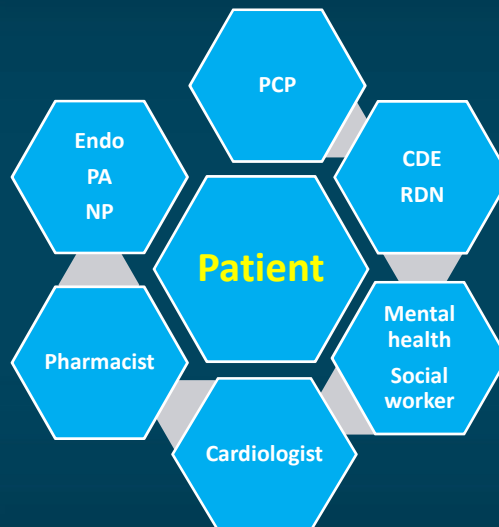 PCP
Endo
PA
NP
CDE
RDN
Patient
Mental
health
Social
worker
Pharmacist
Cardiologist